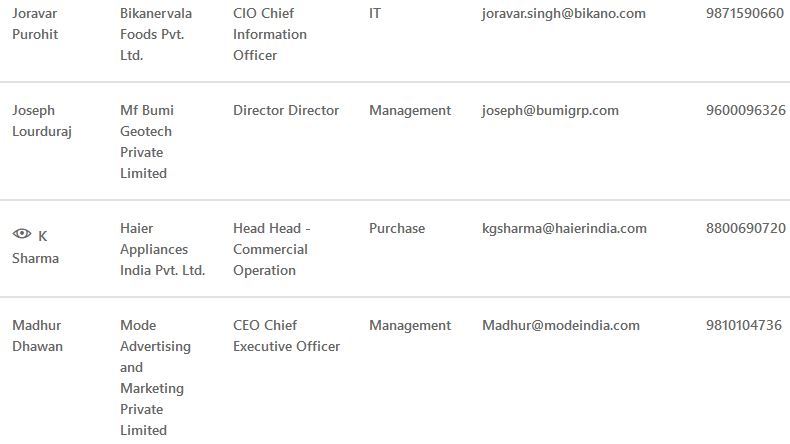 Joravar Bikanervala CIO Chief IT joravar.singh@bikano.com 9871590660
Purohit Foods Pvt. Information
Ltd. Officer
Joseph Mf Bumi Director Director Management joseph@bumigrp.com 9600096326
Lourduraj Geotech
Private
Limited
K Haier Head Head - Purchase kgsharma@haierindia.com 8800690720
Sharma Appliances Commercial
India Pvt. Ltd. Operation
Madhur Mode CEO Chief Management Madhur@modeindia.com 9810104736
Dhawan Advertising Executive Officer
and
Marketing
Private
Limited